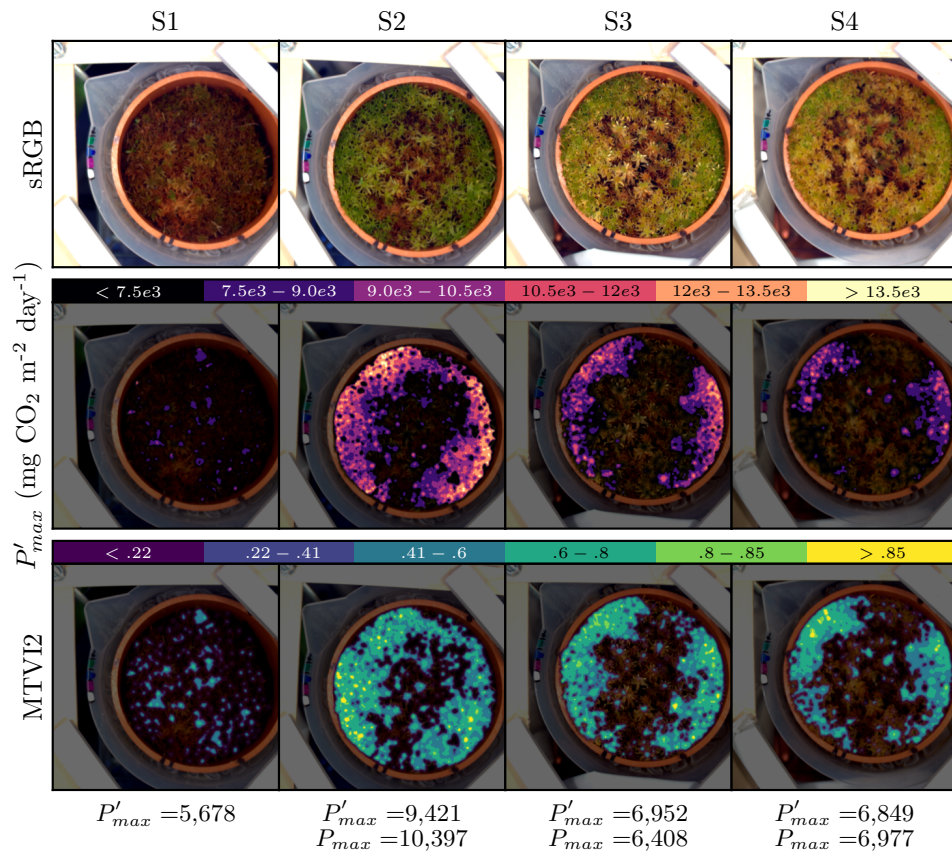 S1 S2 S3 S4
sRGB
P′max (mg CO₂ m⁻² day⁻¹)
< 7.5e3 7.5e3 − 9.0e3 9.0e3 − 10.5e3 10.5e3 − 12e3 12e3 − 13.5e3 > 13.5e3
MTVI2
< .22 .22 − .41 .41 − .6 .6 − .8 .8 − .85 > .85
P′max =5,678 P′max =9,421 P′max =6,952 P′max =6,849
Pmax =10,397 Pmax =6,408 Pmax =6,977